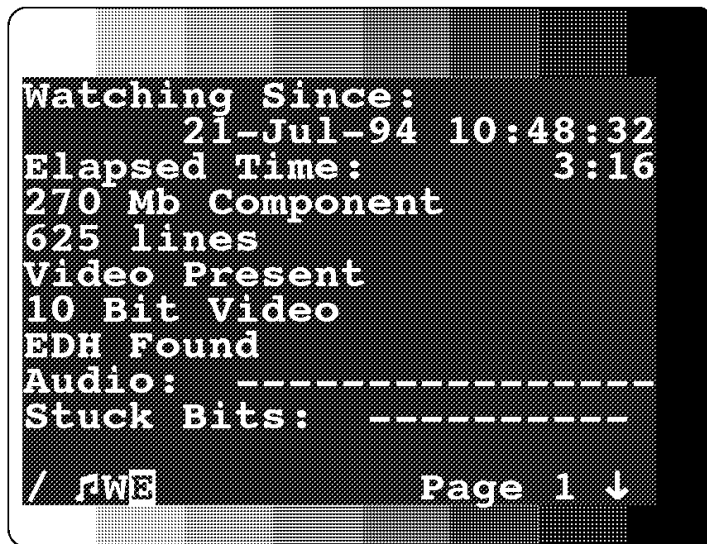 Watching Since:
21-Jul-94 10:48:32
Elapsed Time: 3:16
270 Mb Component
625 lines
Video Present
10 Bit Video
EDH Found
Audio: ----------------
Stuck Bits: ----------
/ ♫WE Page 1 ↓